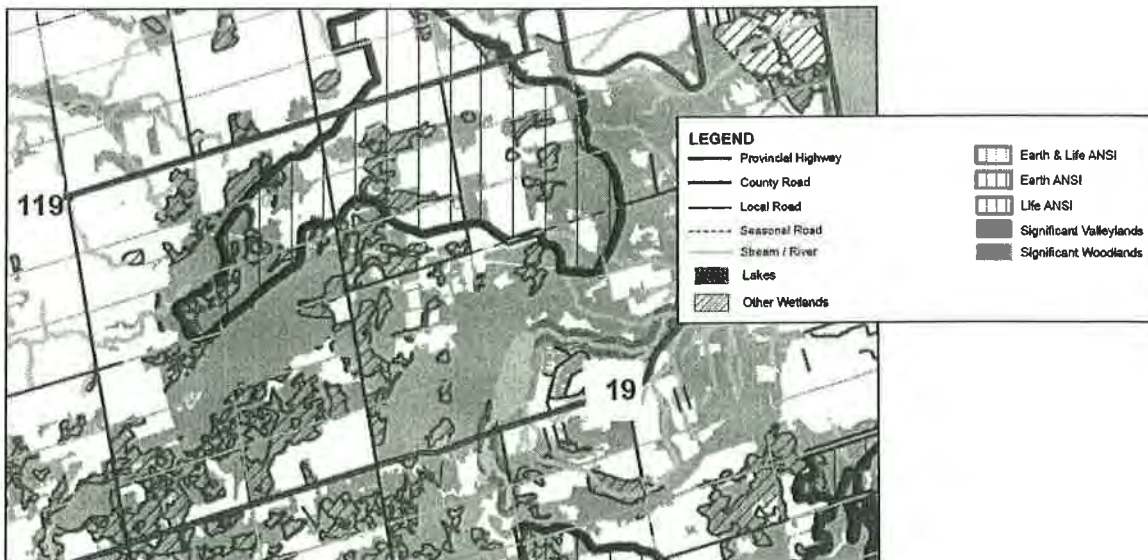 119
19
LEGEND
Provincial Highway
County Road
Local Road
Seasonal Road
Stream / River
Lakes
Other Wetlands
Earth & Life ANSI
Earth ANSI
Life ANSI
Significant Valleylands
Significant Woodlands